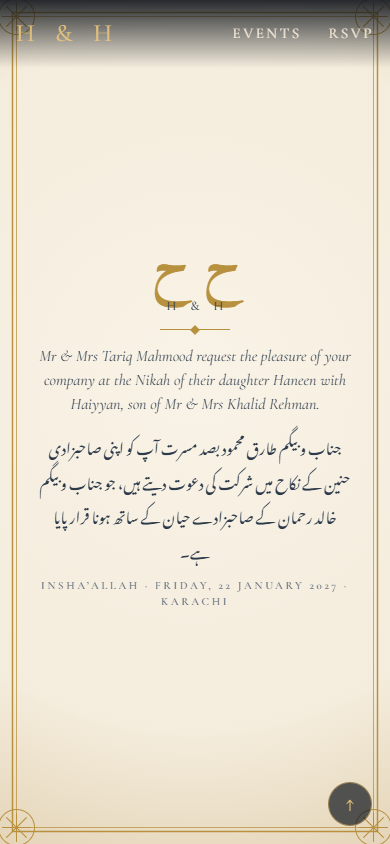 H & H
EVENTS RSVP
ح ح
H & H
Mr & Mrs Tariq Mahmood request the pleasure of your
company at the Nikah of their daughter Haneen with
Haiyyan, son of Mr & Mrs Khalid Rehman.
جناب و بیگم طارق محمود بصد مسرت آپ کو اپنی صاحبزادی
حنین کے نکاح میں شرکت کی دعوت دیتے ہیں، جو جناب و بیگم
خالد رحمان کے صاحبزادے حیان کے ساتھ ہونا قرار پایا
ہے۔
INSHA'ALLAH · FRIDAY, 22 JANUARY 2027 ·
KARACHI
↑